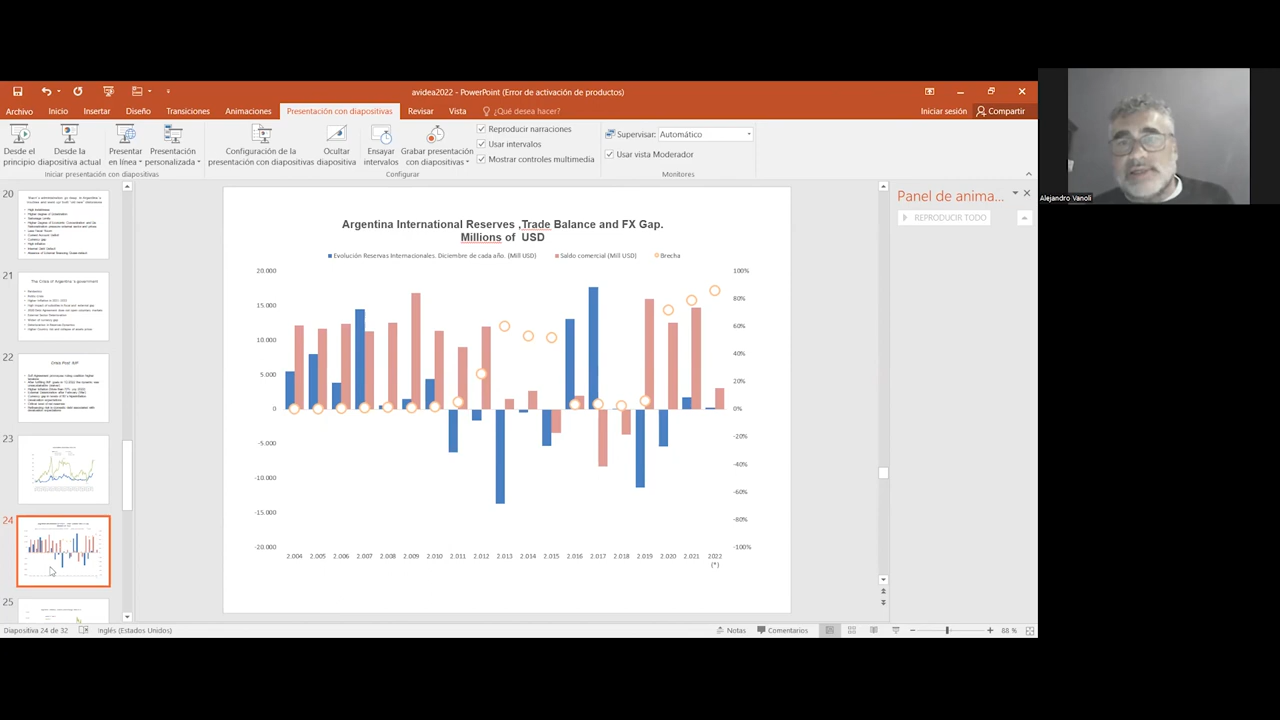 avidea2022 - PowerPoint (Error de activación de productos)
Archivo Inicio Insertar Diseño Transiciones Animaciones Presentación con diapositivas Revisar Vista ¿Qué desea hacer? Iniciar sesión Compartir
Desde el principio
Desde la diapositiva actual
Presentar en línea
Presentación personalizada
Iniciar presentación con diapositivas
Configuración de la presentación con diapositivas
Ocultar diapositiva
Ensayar intervalos
Grabar presentación con diapositivas
Reproducir narraciones
Usar intervalos
Mostrar controles multimedia
Configurar
Supervisar: Automático
Usar vista Moderador
Monitores
Alejandro Vanoli
Panel de anima...
REPRODUCIR TODO
20
21
The Crisis of Argentina's government
22
Crisis Post IMF
23
24
25
Argentina International Reserves ,Trade Balance and FX Gap.
Millions of USD
Evolución Reservas Internacionales. Diciembre de cada año. (Mill USD) Saldo comercial (Mill USD) Brecha
20.000 100%
15.000 80%
60%
10.000
40%
5.000
20%
0 0%
-20%
-5.000
-40%
-10.000
-60%
-15.000
-80%
-20.000 -100%
2.004 2.005 2.006 2.007 2.008 2.009 2.010 2.011 2.012 2.013 2.014 2.015 2.016 2.017 2.018 2.019 2.020 2.021 2022
(*)
Diapositiva 24 de 32 Inglés (Estados Unidos) Notas Comentarios 88 %